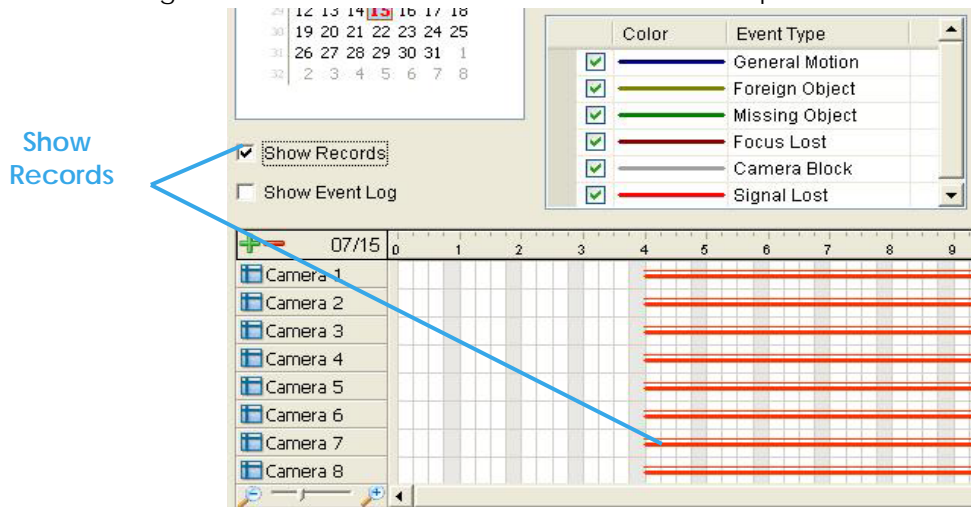 29 12 13 14 15 16 17 18
30 19 20 21 22 23 24 25
31 26 27 28 29 30 31 1
32 2 3 4 5 6 7 8
Color Event Type
General Motion
Foreign Object
Missing Object
Focus Lost
Camera Block
Signal Lost
Show Records
Show Records
Show Event Log
07/15 0 1 2 3 4 5 6 7 8 9
Camera 1
Camera 2
Camera 3
Camera 4
Camera 5
Camera 6
Camera 7
Camera 8